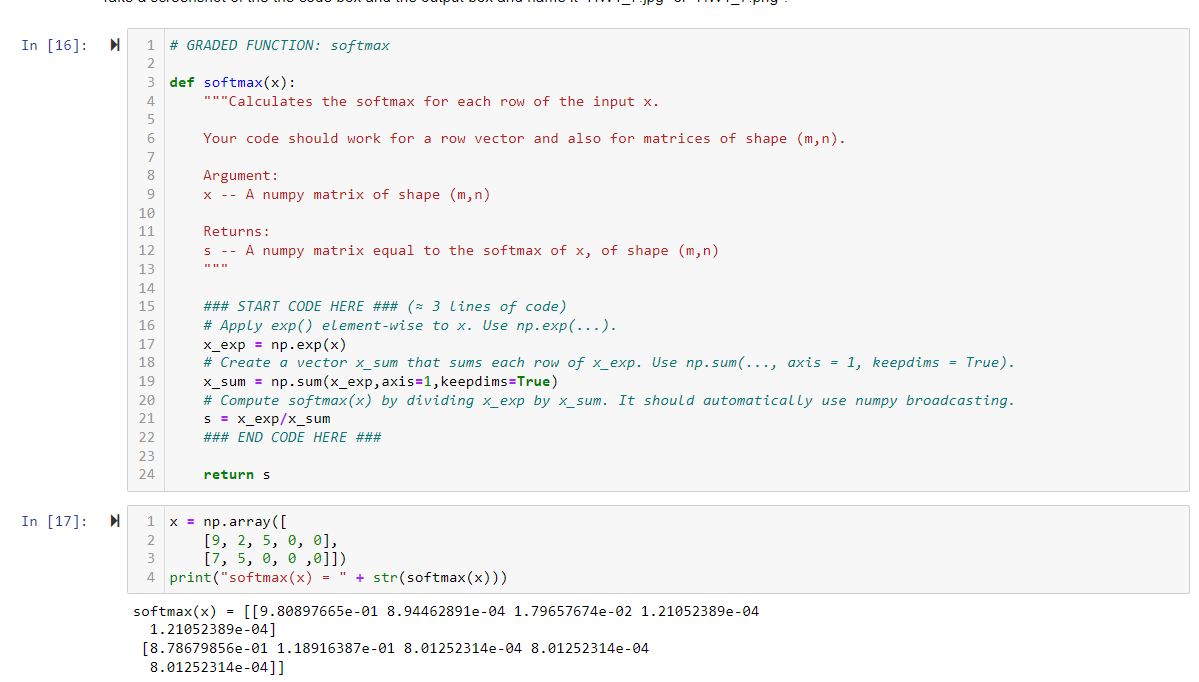 In [16]:
1 # GRADED FUNCTION: softmax
2
3 def softmax(x):
4 """Calculates the softmax for each row of the input x.
5
6 Your code should work for a row vector and also for matrices of shape (m,n).
7
8 Argument:
9 x -- A numpy matrix of shape (m,n)
10
11 Returns:
12 s -- A numpy matrix equal to the softmax of x, of shape (m,n)
13 """
14
15 ### START CODE HERE ### (≈ 3 lines of code)
16 # Apply exp() element-wise to x. Use np.exp(...).
17 x_exp = np.exp(x)
18 # Create a vector x_sum that sums each row of x_exp. Use np.sum(..., axis = 1, keepdims = True).
19 x_sum = np.sum(x_exp,axis=1,keepdims=True)
20 # Compute softmax(x) by dividing x_exp by x_sum. It should automatically use numpy broadcasting.
21 s = x_exp/x_sum
22 ### END CODE HERE ###
23
24 return s
In [17]:
1 x = np.array([
2 [9, 2, 5, 0, 0],
3 [7, 5, 0, 0 ,0]])
4 print("softmax(x) = " + str(softmax(x)))
softmax(x) = [[9.80897665e-01 8.94462891e-04 1.79657674e-02 1.21052389e-04
1.21052389e-04]
[8.78679856e-01 1.18916387e-01 8.01252314e-04 8.01252314e-04
8.01252314e-04]]